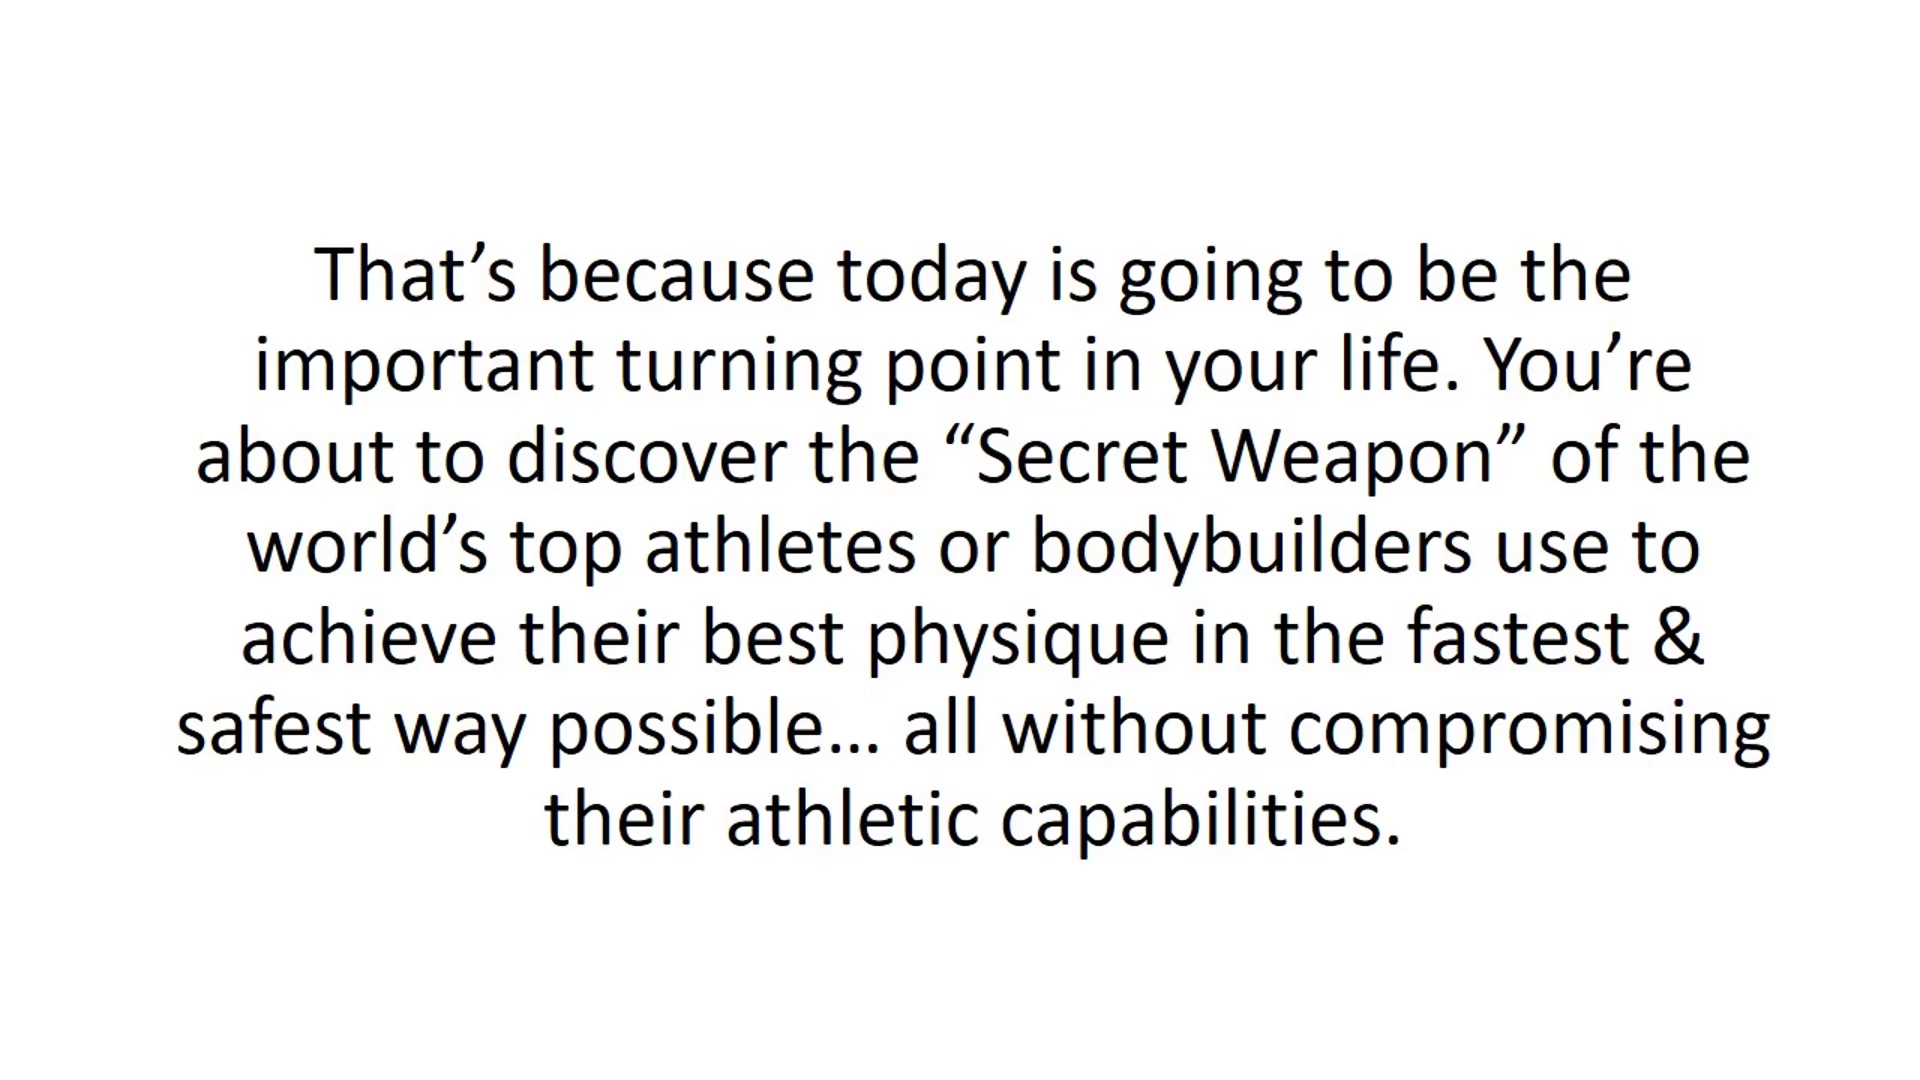 That’s because today is going to be the
important turning point in your life. You’re
about to discover the “Secret Weapon” of the
world’s top athletes or bodybuilders use to
achieve their best physique in the fastest &
safest way possible… all without compromising
their athletic capabilities.